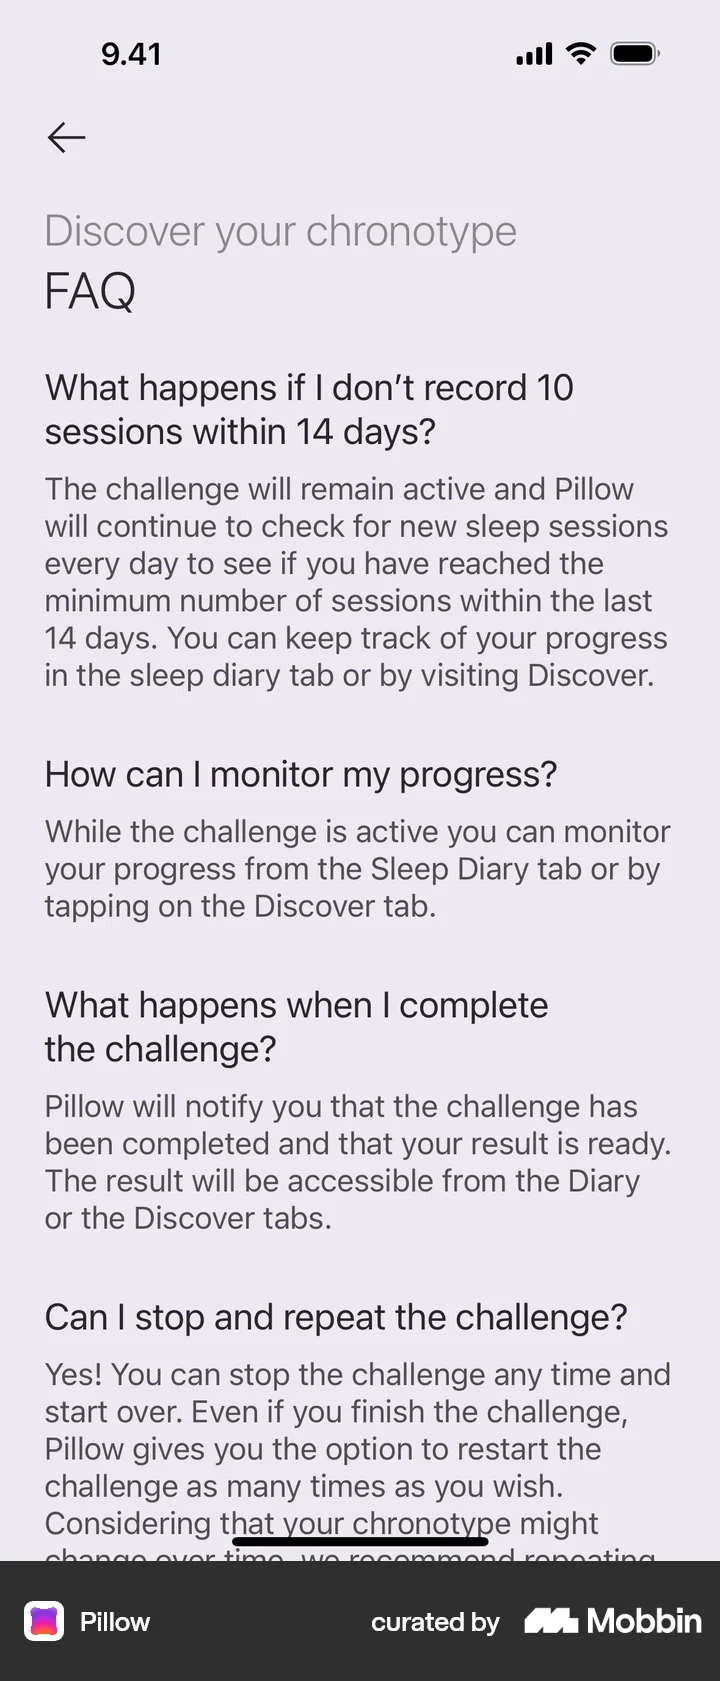 9.41
Discover your chronotype
FAQ
What happens if I don’t record 10
sessions within 14 days?
The challenge will remain active and Pillow
will continue to check for new sleep sessions
every day to see if you have reached the
minimum number of sessions within the last
14 days. You can keep track of your progress
in the sleep diary tab or by visiting Discover.
How can I monitor my progress?
While the challenge is active you can monitor
your progress from the Sleep Diary tab or by
tapping on the Discover tab.
What happens when I complete
the challenge?
Pillow will notify you that the challenge has
been completed and that your result is ready.
The result will be accessible from the Diary
or the Discover tabs.
Can I stop and repeat the challenge?
Yes! You can stop the challenge any time and
start over. Even if you finish the challenge,
Pillow gives you the option to restart the
challenge as many times as you wish.
Considering that your chronotype might
change over time, we recommend repeating
Pillow
curated by Mobbin